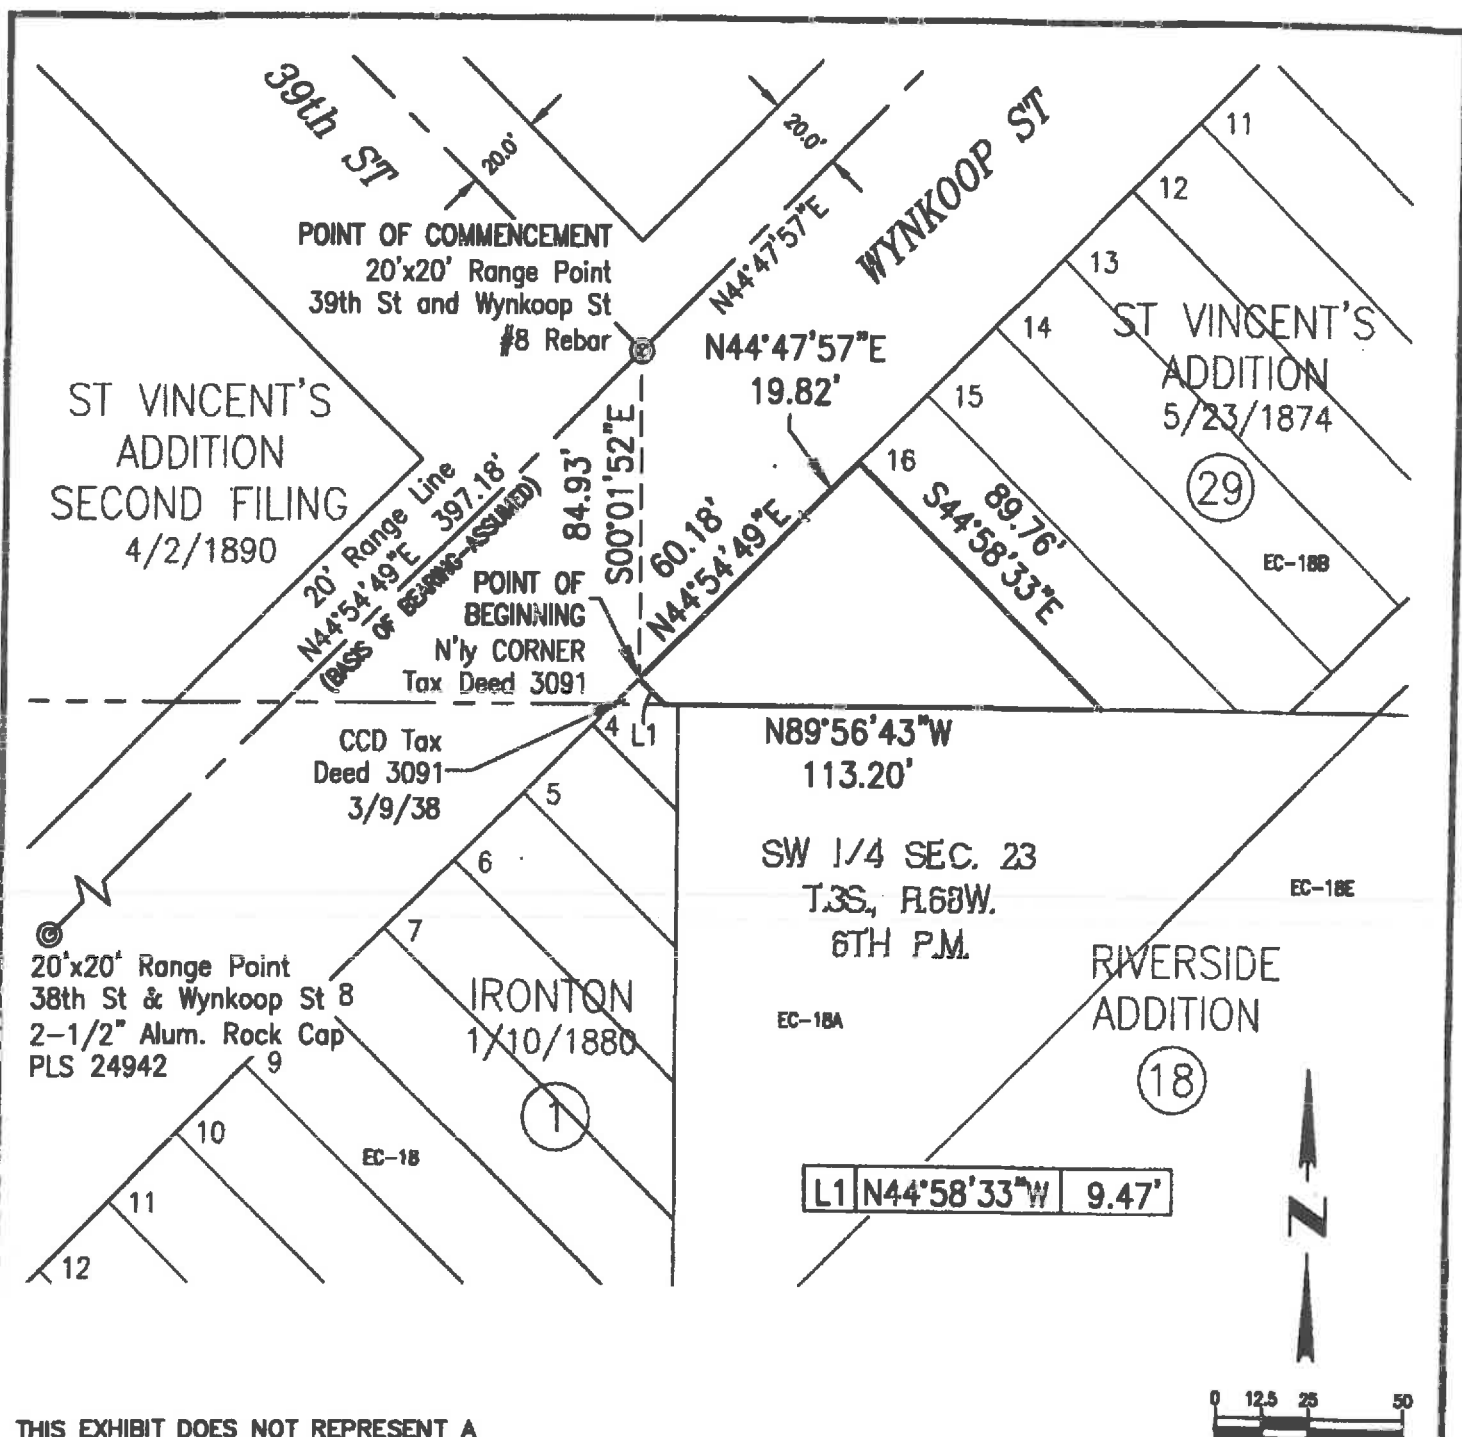 39th ST
20.0'
20.0'
WYNKOOP ST
N44°47'57"E
POINT OF COMMENCEMENT
20'x20' Range Point
39th St and Wynkoop St
#8 Rebar
N44°47'57"E
19.82'
11
12
13
14
15
16
ST VINCENT'S
ADDITION
5/23/1874
29
EC-18B
ST VINCENT'S
ADDITION
SECOND FILING
4/2/1890
20' Range Line
N44°54'49"E 397.18'
(BASIS OF BEARING-ASSUMED)
84.93'
S00°01'52"E
60.18'
N44°54'49"E
89.76'
S44°58'33"E
POINT OF
BEGINNING
N'ly CORNER
Tax Deed 3091
CCD Tax
Deed 3091
3/9/38
4
L1
N89°56'43"W
113.20'
5
6
7
8
9
10
11
12
SW 1/4 SEC. 23
T.3S., R.68W.
6TH P.M.
EC-18E
EC-18A
RIVERSIDE
ADDITION
18
20'x20' Range Point
38th St & Wynkoop St
2-1/2" Alum. Rock Cap
PLS 24942
IRONTON
1/10/1880
1
EC-18
L1 N44°58'33"W 9.47'
N
0 12.5 25 50
THIS EXHIBIT DOES NOT REPRESENT A